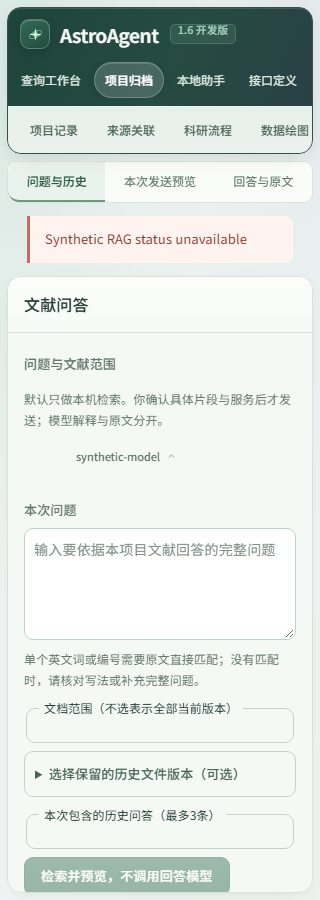 AstroAgent 1.6 开发版
查询工作台 项目归档 本地助手 接口定义
项目记录 来源关联 科研流程 数据绘图
问题与历史 本次发送预览 回答与原文
Synthetic RAG status unavailable
文献问答
问题与文献范围
默认只做本机检索。你确认具体片段与服务后才发
送；模型解释与原文分开。
synthetic-model
本次问题
输入要依据本项目文献回答的完整问题
单个英文词或编号需要原文直接匹配；没有匹配
时，请核对写法或补充完整问题。
文档范围（不选表示全部当前版本）
选择保留的历史文件版本（可选）
本次包含的历史问答（最多3条）
检索并预览，不调用回答模型